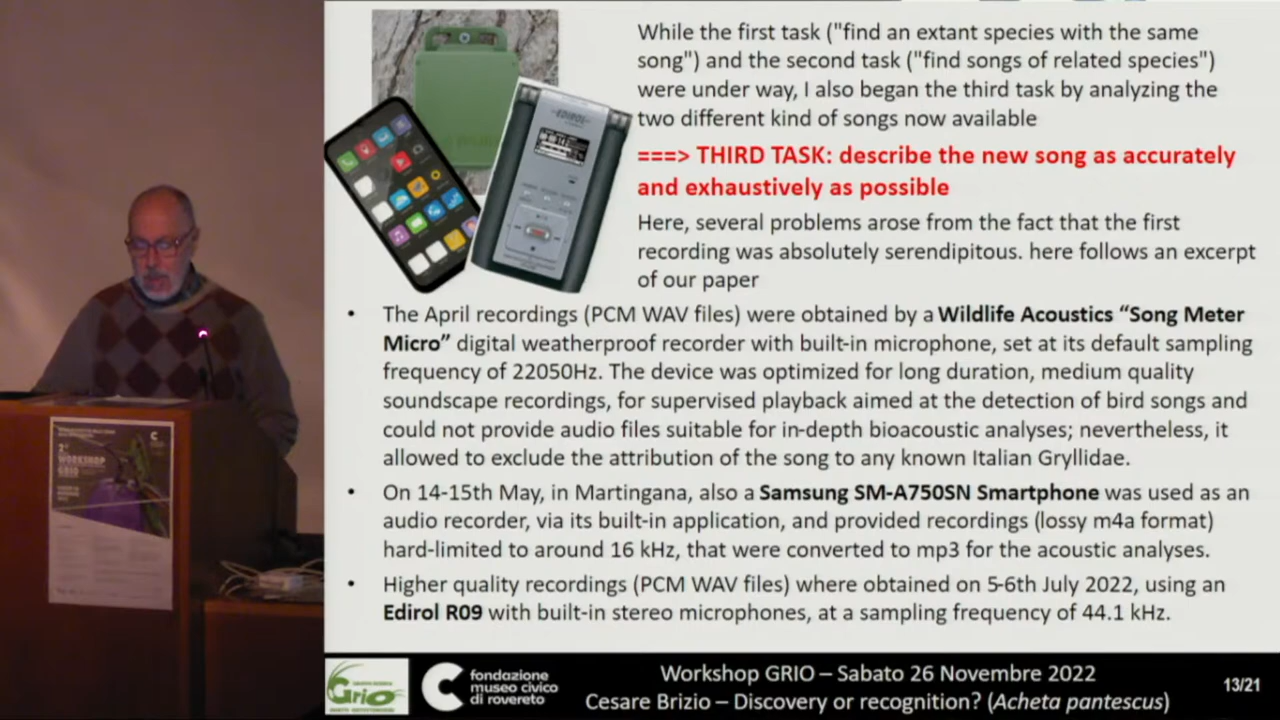 While the first task ("find an extant species with the same
song") and the second task ("find songs of related species")
were under way, I also began the third task by analyzing the
two different kind of songs now available
===> THIRD TASK: describe the new song as accurately
and exhaustively as possible
Here, several problems arose from the fact that the first
recording was absolutely serendipitous. here follows an excerpt
of our paper
• The April recordings (PCM WAV files) were obtained by a Wildlife Acoustics “Song Meter
Micro” digital weatherproof recorder with built-in microphone, set at its default sampling
frequency of 22050Hz. The device was optimized for long duration, medium quality
soundscape recordings, for supervised playback aimed at the detection of bird songs and
could not provide audio files suitable for in-depth bioacoustic analyses; nevertheless, it
allowed to exclude the attribution of the song to any known Italian Gryllidae.
• On 14-15th May, in Martingana, also a Samsung SM-A750SN Smartphone was used as an
audio recorder, via its built-in application, and provided recordings (lossy m4a format)
hard-limited to around 16 kHz, that were converted to mp3 for the acoustic analyses.
• Higher quality recordings (PCM WAV files) where obtained on 5-6th July 2022, using an
Edirol R09 with built-in stereo microphones, at a sampling frequency of 44.1 kHz.
EDIROL
WORKSHOP
GRIO
Grio
fondazione
museo civico
di rovereto
Workshop GRIO – Sabato 26 Novembre 2022
Cesare Brizio – Discovery or recognition? (Acheta pantescus)
13/21